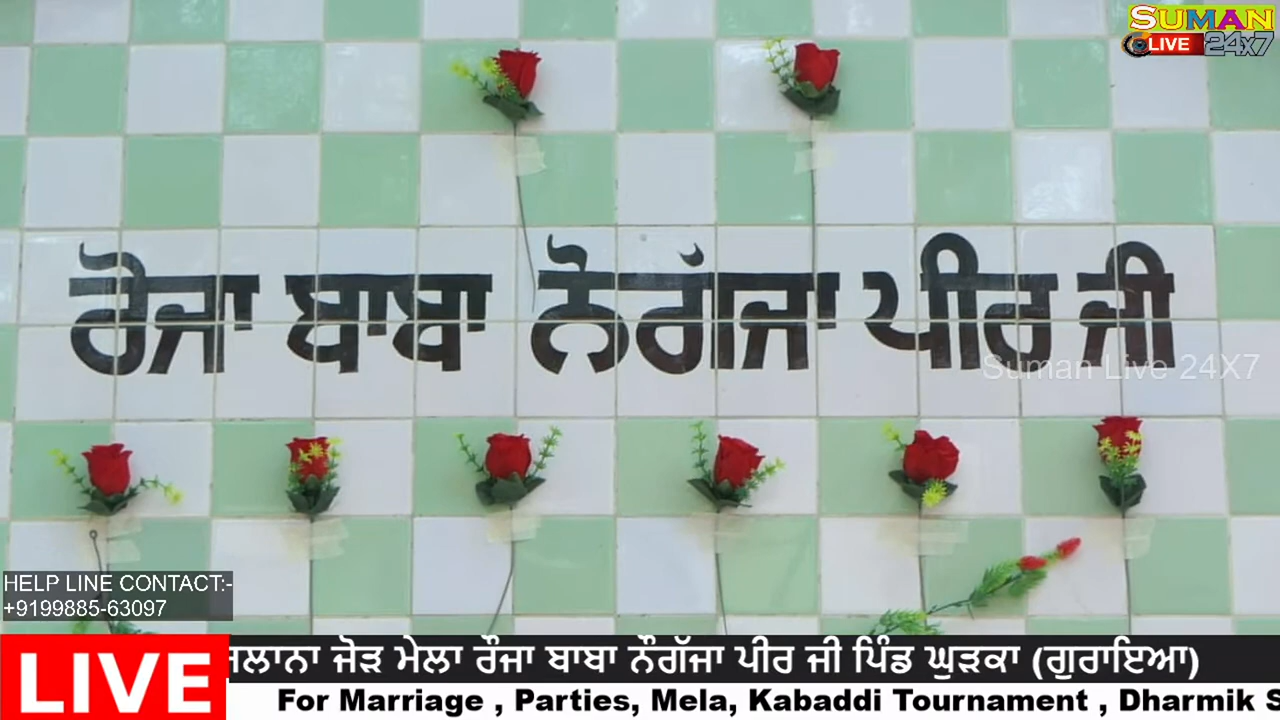 SUMAN
LIVE 24x7
ਰੋਜਾ ਬਾਬਾ ਨੋਗੱਜਾ ਪੀਰ ਜੀ
Suman Live 24X7
HELP LINE CONTACT:-
+9199885-63097
LIVE
ਜੋੜ ਮੇਲਾ ਰੌਜਾ ਬਾਬਾ ਨੌਗੱਜਾ ਪੀਰ ਜੀ ਪਿੰਡ ਘੁੜਕਾ (ਗੁਰਾਇਆ)
For Marriage , Parties, Mela, Kabaddi Tournament , Dharmik S